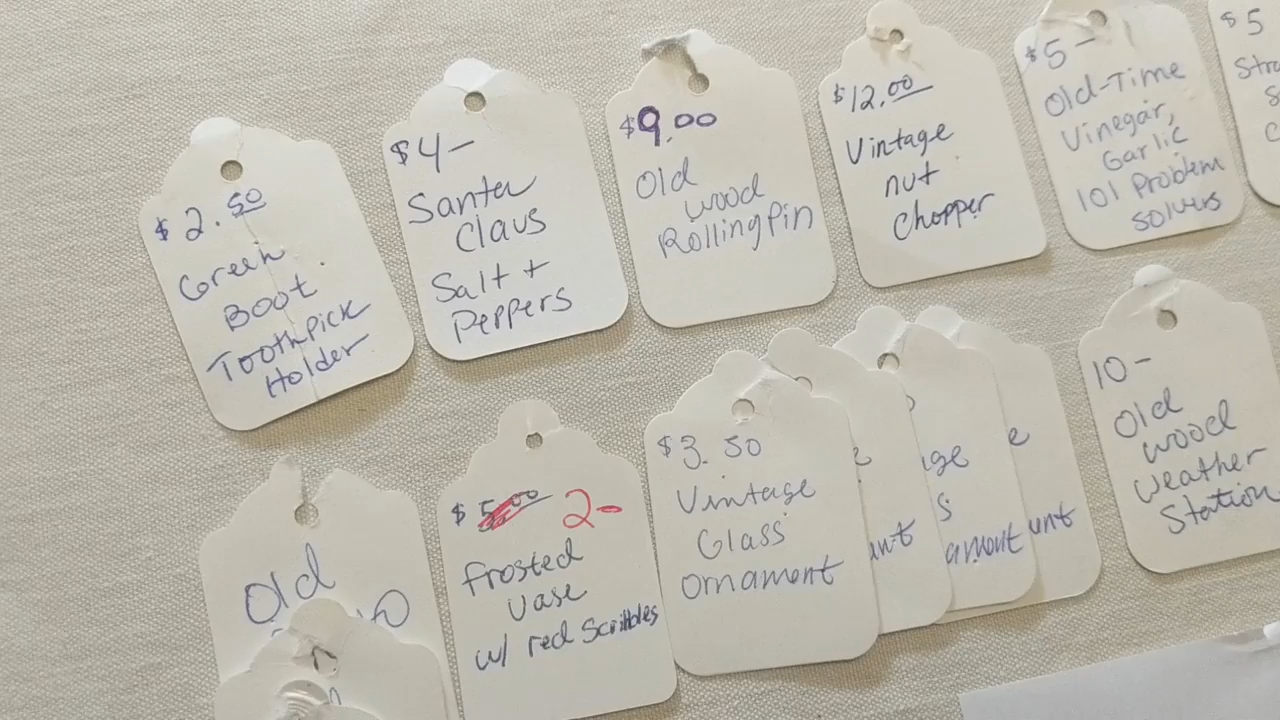 $2.50
Green
Boot
Toothpick
Holder
$4-
Santa
Claus
Salt +
Peppers
$9.00
Old
wood
Rolling Pin
$12.00
Vintage
nut
chopper
$5-
Old-Time
Vinegar,
Garlic
101 Problem
solvers
$5
Old
$5.00 2-
frosted
vase
w/ red scribbles
$3.50
Vintage
Glass
ornament
10-
Old
wood
weather
Station